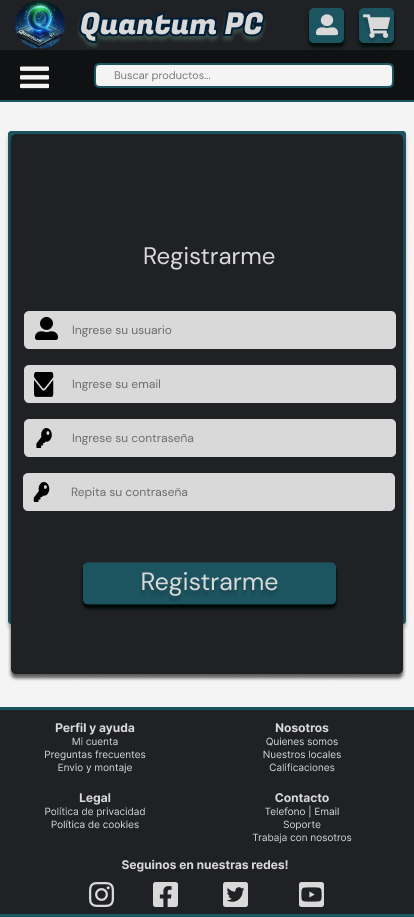 Quantum PC
Buscar productos...
Registrarme
Ingrese su usuario
Ingrese su email
Ingrese su contraseña
Repita su contraseña
Registrarme
Perfil y ayuda
Mi cuenta
Preguntas frecuentes
Envio y montaje
Nosotros
Quienes somos
Nuestros locales
Calificaciones
Legal
Política de privacidad
Política de cookies
Contacto
Telefono | Email
Soporte
Trabaja con nosotros
Seguinos en nuestras redes!